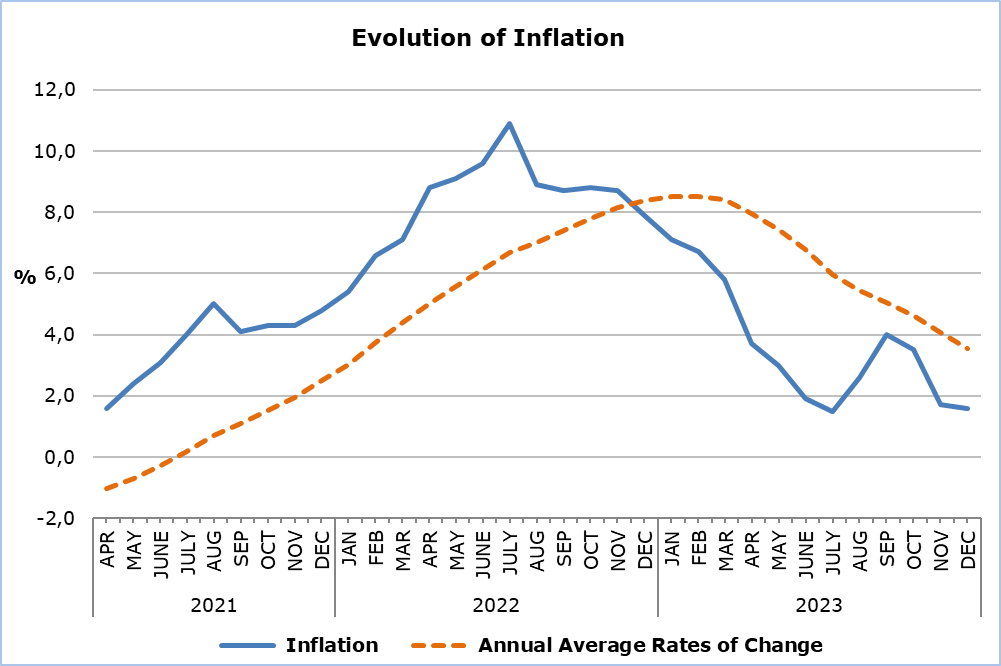 Evolution of Inflation
12,0
10,0
8,0
6,0
%
4,0
2,0
0,0
-2,0
APR MAY JUNE JULY AUG SEP OCT NOV DEC JAN FEB MAR APR MAY JUNE JULY AUG SEP OCT NOV DEC JAN FEB MAR APR MAY JUNE JULY AUG SEP OCT NOV DEC
2021 2022 2023
Inflation Annual Average Rates of Change